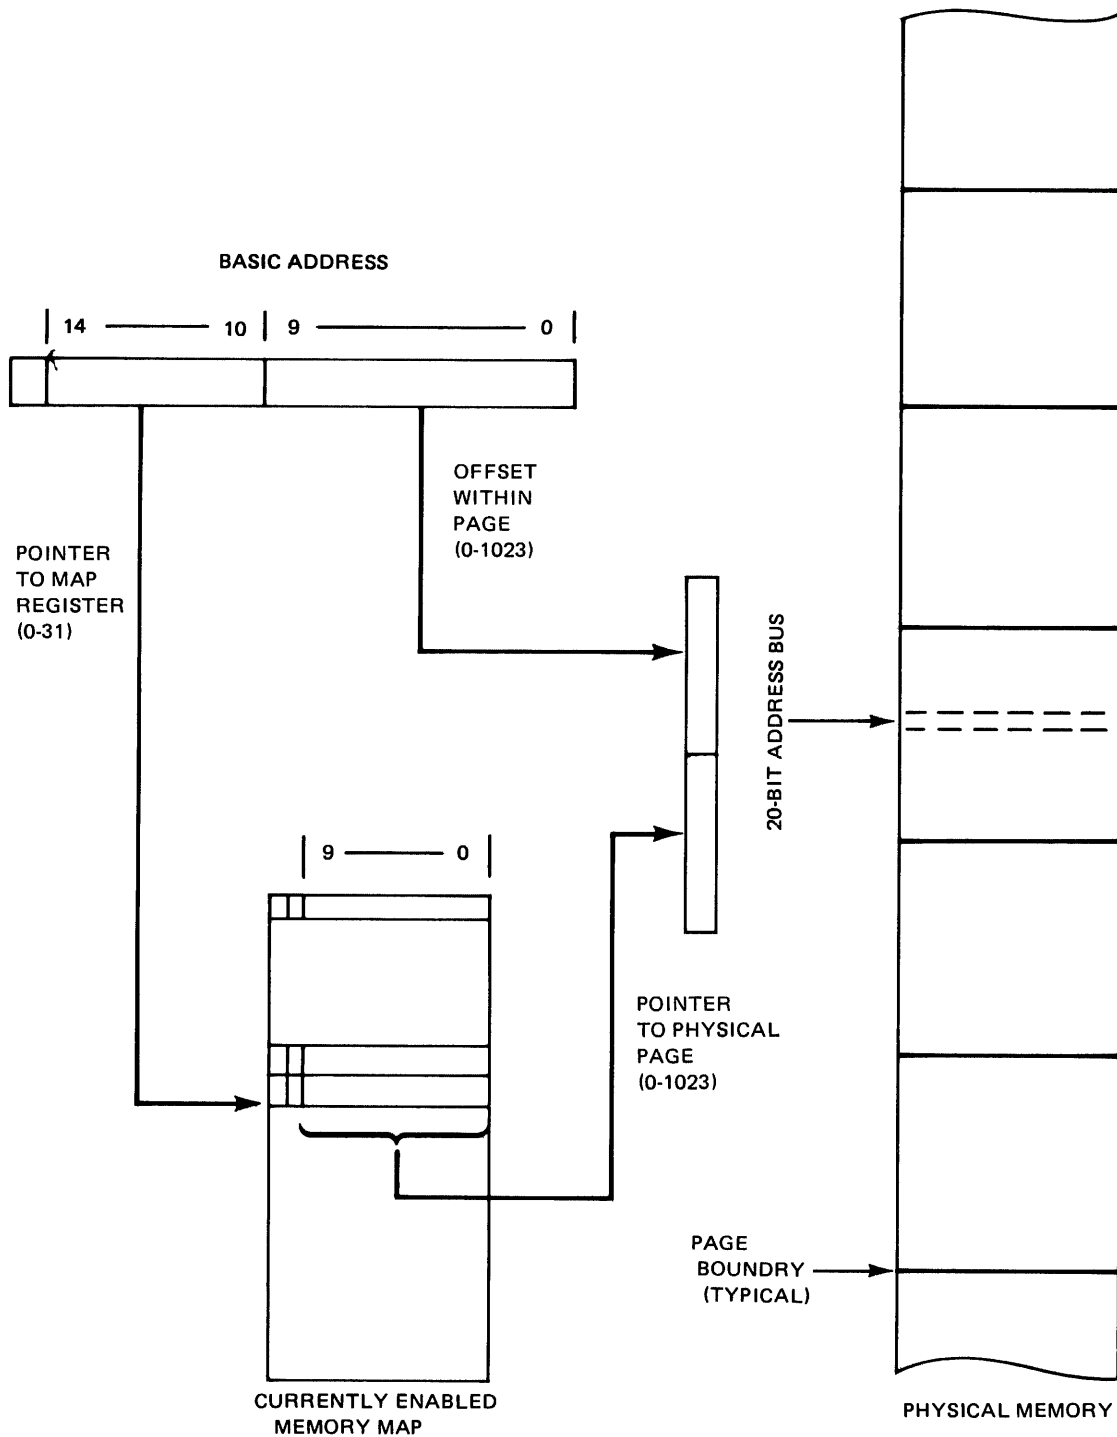 BASIC ADDRESS
14 10 9 0
OFFSET
WITHIN
PAGE
(0-1023)
POINTER
TO MAP
REGISTER
(0-31)
20-BIT ADDRESS BUS
9 0
POINTER
TO PHYSICAL
PAGE
(0-1023)
PAGE
BOUNDRY
(TYPICAL)
CURRENTLY ENABLED
MEMORY MAP
PHYSICAL MEMORY